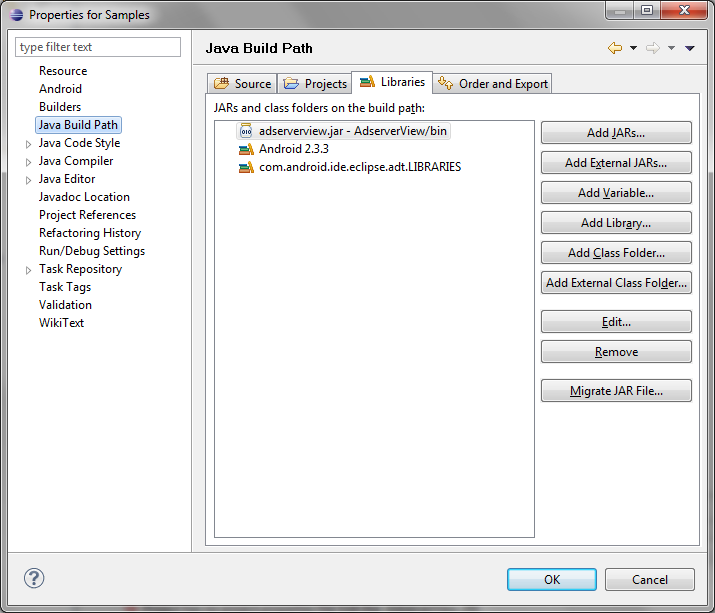 Properties for Samples
type filter text
Resource
Android
Builders
Java Build Path
Java Code Style
Java Compiler
Java Editor
Javadoc Location
Project References
Refactoring History
Run/Debug Settings
Task Repository
Task Tags
Validation
WikiText
Java Build Path
Source Projects Libraries Order and Export
JARs and class folders on the build path:
010 adserverview.jar - AdserverView/bin
Android 2.3.3
com.android.ide.eclipse.adt.LIBRARIES
Add JARs...
Add External JARs...
Add Variable...
Add Library...
Add Class Folder...
Add External Class Folder...
Edit...
Remove
Migrate JAR File...
?
OK Cancel